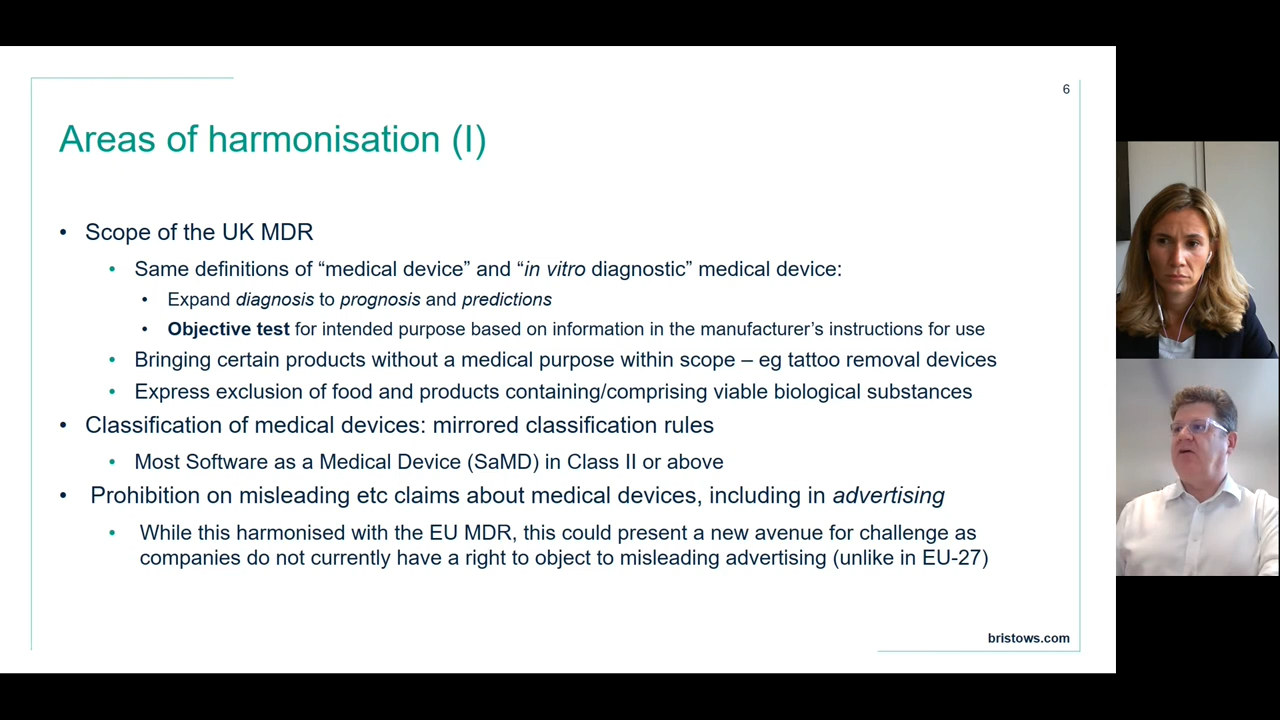 6
Areas of harmonisation (I)
• Scope of the UK MDR
• Same definitions of “medical device” and “in vitro diagnostic” medical device:
• Expand diagnosis to prognosis and predictions
• Objective test for intended purpose based on information in the manufacturer’s instructions for use
• Bringing certain products without a medical purpose within scope – eg tattoo removal devices
• Express exclusion of food and products containing/comprising viable biological substances
• Classification of medical devices: mirrored classification rules
• Most Software as a Medical Device (SaMD) in Class II or above
• Prohibition on misleading etc claims about medical devices, including in advertising
• While this harmonised with the EU MDR, this could present a new avenue for challenge as
companies do not currently have a right to object to misleading advertising (unlike in EU-27)
bristows.com